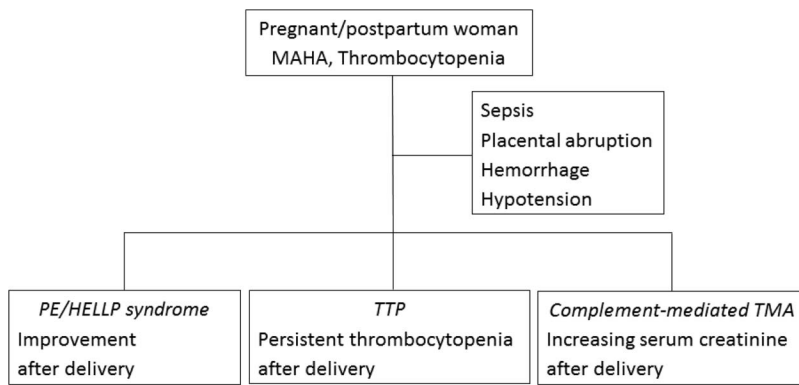 Pregnant/postpartum woman
MAHA, Thrombocytopenia
Sepsis
Placental abruption
Hemorrhage
Hypotension
PE/HELLP syndrome
Improvement
after delivery
TTP
Persistent thrombocytopenia
after delivery
Complement-mediated TMA
Increasing serum creatinine
after delivery